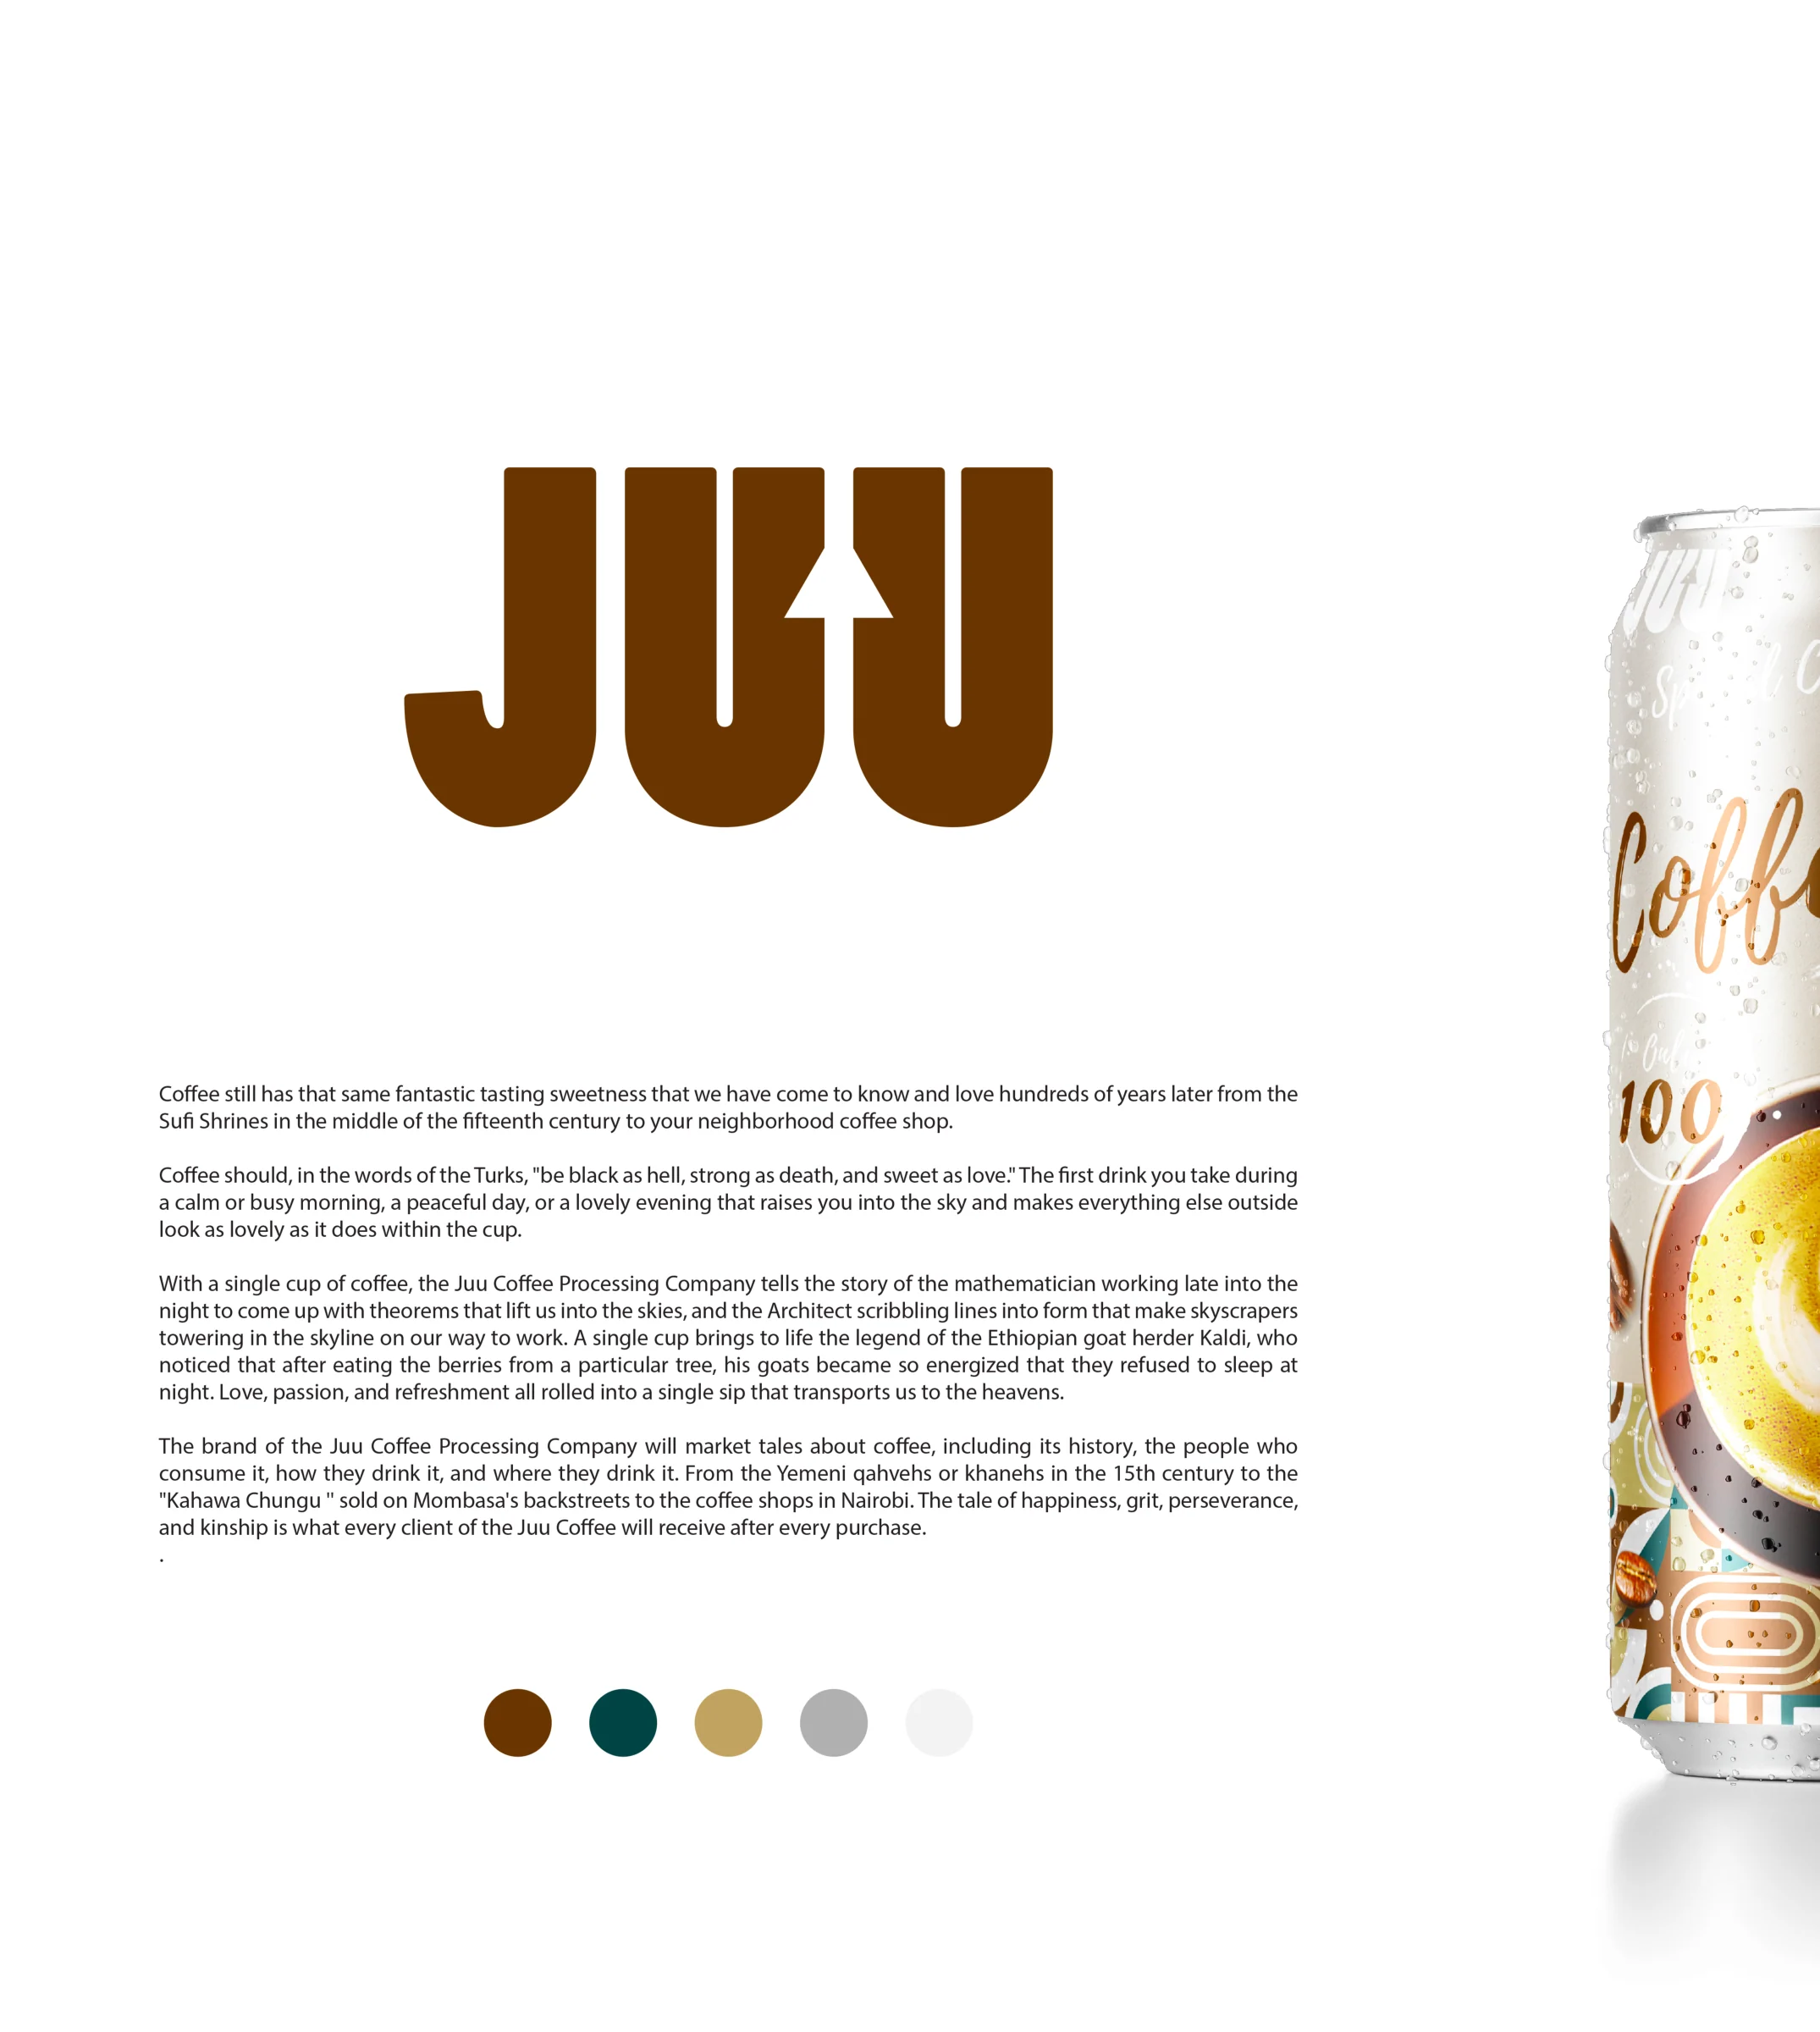 JUU
Coffee still has that same fantastic tasting sweetness that we have come to know and love hundreds of years later from the
Sufi Shrines in the middle of the fifteenth century to your neighborhood coffee shop.
Coffee should, in the words of the Turks, "be black as hell, strong as death, and sweet as love." The first drink you take during
a calm or busy morning, a peaceful day, or a lovely evening that raises you into the sky and makes everything else outside
look as lovely as it does within the cup.
With a single cup of coffee, the Juu Coffee Processing Company tells the story of the mathematician working late into the
night to come up with theorems that lift us into the skies, and the Architect scribbling lines into form that make skyscrapers
towering in the skyline on our way to work. A single cup brings to life the legend of the Ethiopian goat herder Kaldi, who
noticed that after eating the berries from a particular tree, his goats became so energized that they refused to sleep at
night. Love, passion, and refreshment all rolled into a single sip that transports us to the heavens.
The brand of the Juu Coffee Processing Company will market tales about coffee, including its history, the people who
consume it, how they drink it, and where they drink it. From the Yemeni qahvehs or khanehs in the 15th century to the
"Kahawa Chungu " sold on Mombasa's backstreets to the coffee shops in Nairobi. The tale of happiness, grit, perseverance,
and kinship is what every client of the Juu Coffee will receive after every purchase.
.
JUU
Coff
100